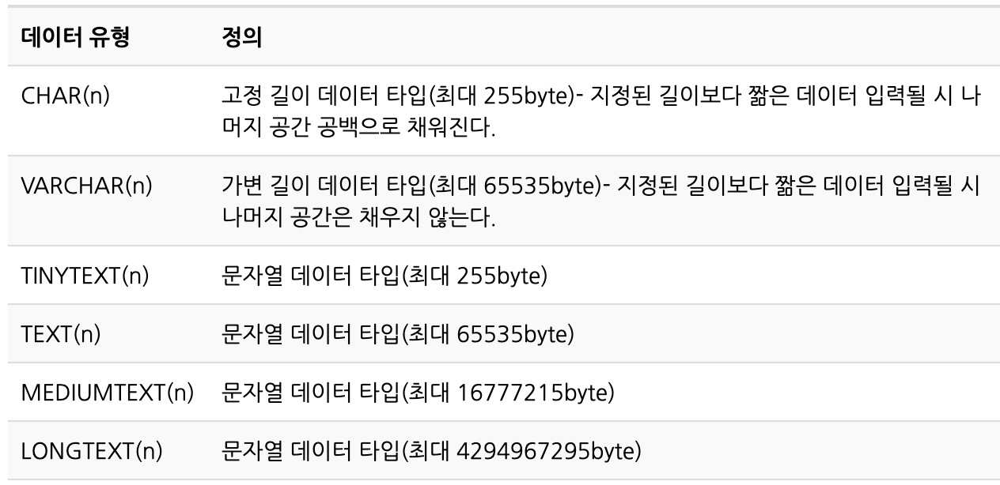 데이터 유형 정의
CHAR(n) 고정 길이 데이터 타입(최대 255byte)- 지정된 길이보다 짧은 데이터 입력될 시 나
머지 공간 공백으로 채워진다.
VARCHAR(n) 가변 길이 데이터 타입(최대 65535byte)- 지정된 길이보다 짧은 데이터 입력될 시
나머지 공간은 채우지 않는다.
TINYTEXT(n) 문자열 데이터 타입(최대 255byte)
TEXT(n) 문자열 데이터 타입(최대 65535byte)
MEDIUMTEXT(n) 문자열 데이터 타입(최대 16777215byte)
LONGTEXT(n) 문자열 데이터 타입(최대 4294967295byte)